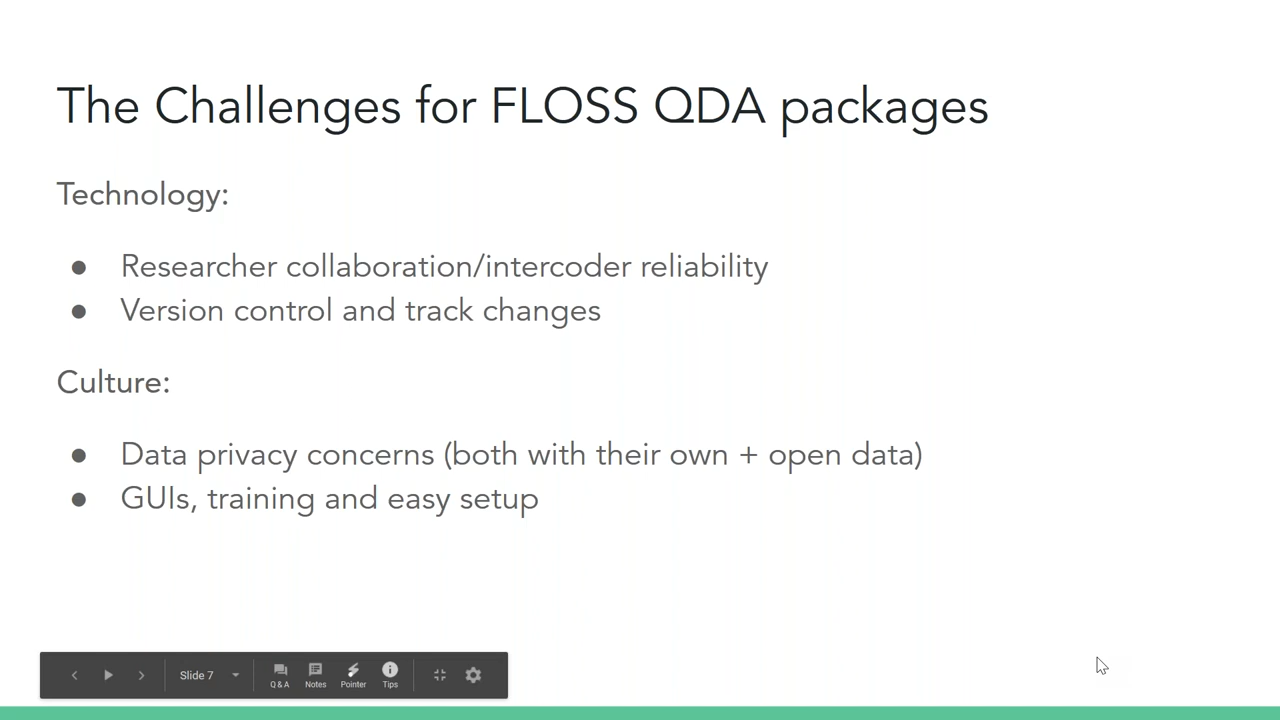 The Challenges for FLOSS QDA packages
Technology:
● Researcher collaboration/intercoder reliability
● Version control and track changes
Culture:
● Data privacy concerns (both with their own + open data)
● GUIs, training and easy setup
Slide 7
Q & A
Notes
Pointer
Tips